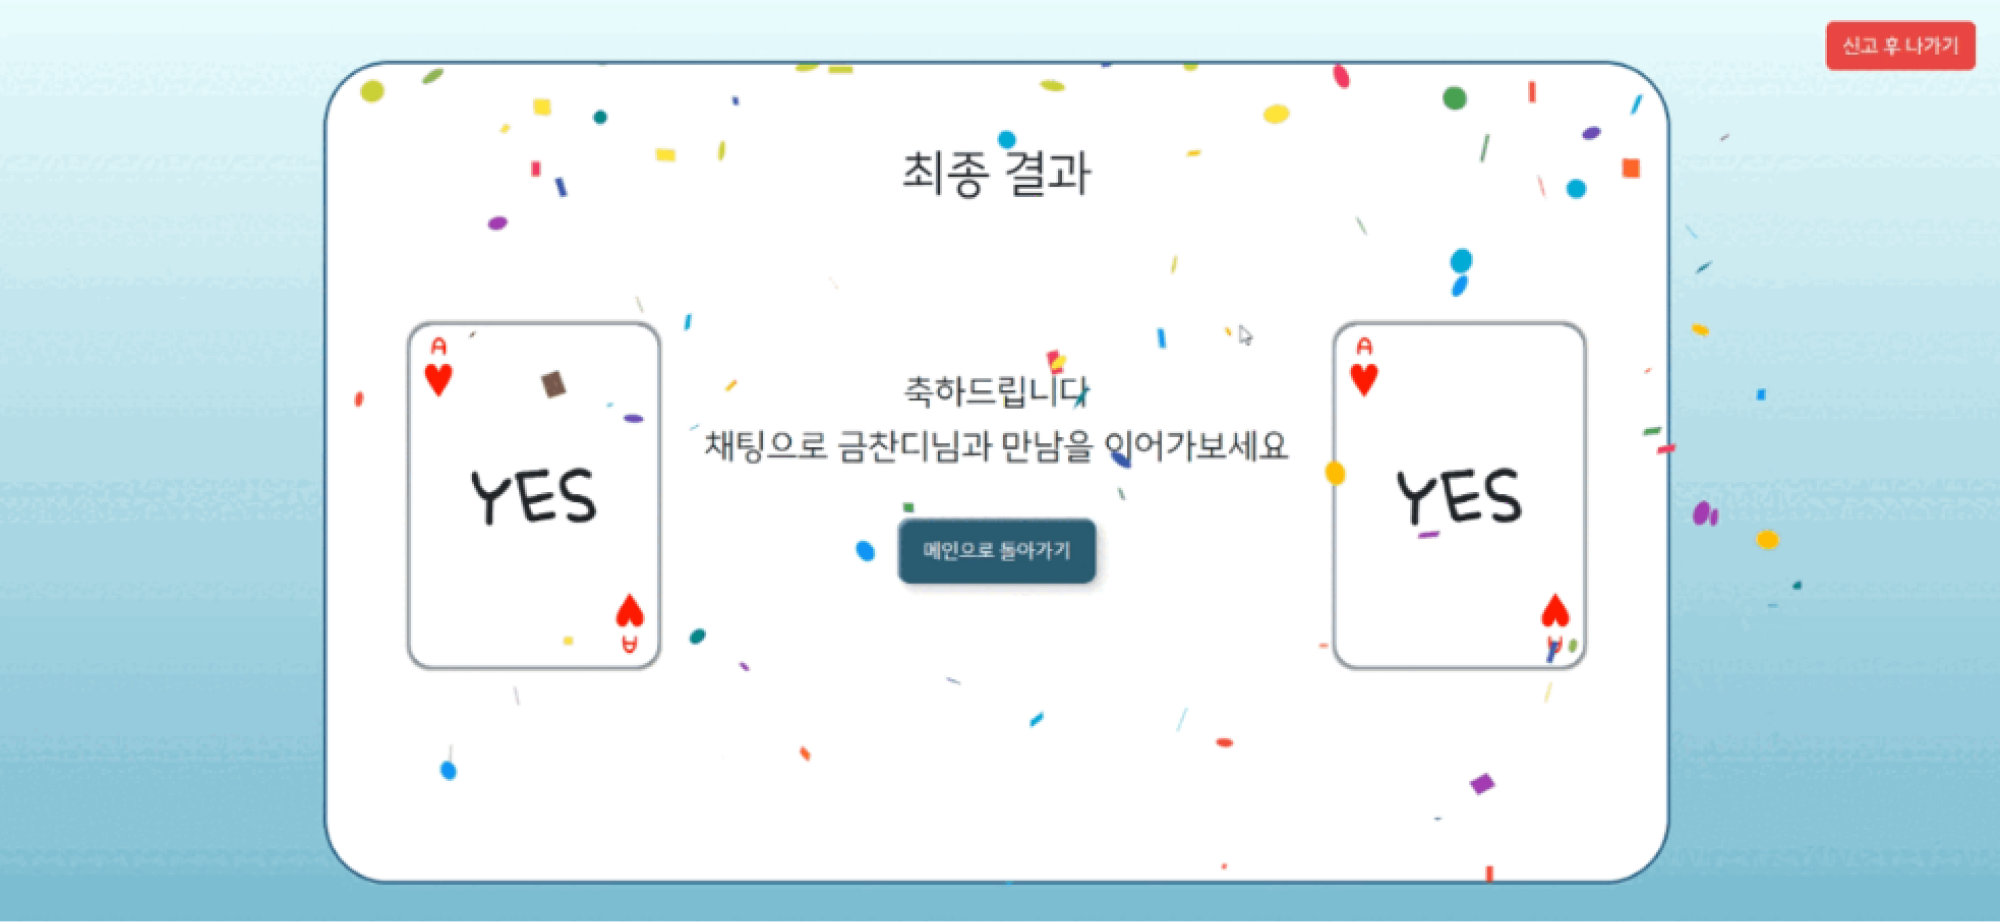 신고 후 나가기
최종 결과
A
YES
A
축하드립니다
채팅으로 금찬디님과 만남을 이어가보세요
메인으로 돌아가기
A
YES
A